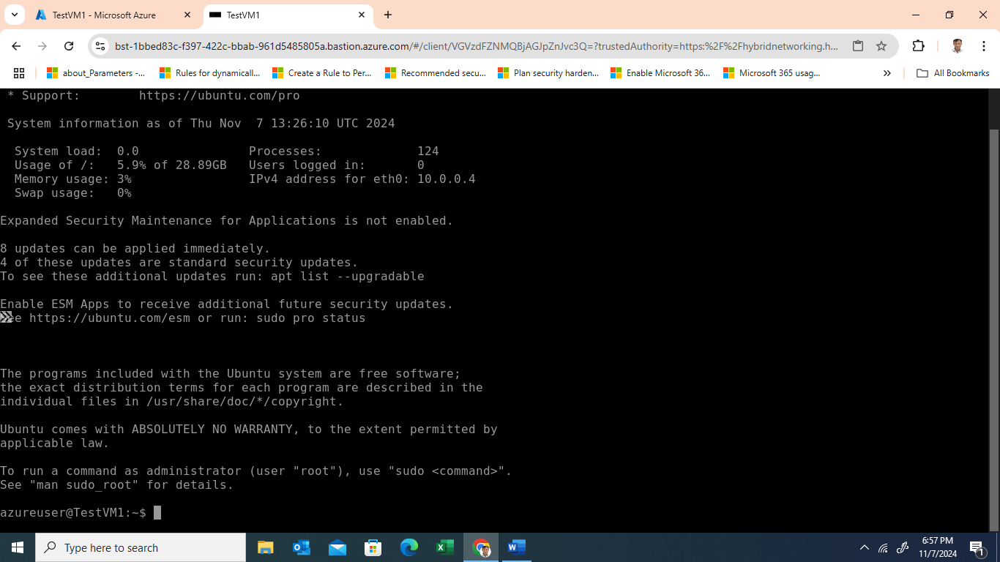 TestVM1 - Microsoft Azure
TestVM1
bst-1bbed83c-f397-422c-bbab-961d5485805a.bastion.azure.com/#/client/VGVzdFZNMQBjAGJpZnJvc3Q=?trustedAuthority=https:%2F%2Fhybridnetworking.h...
about_Parameters -...
Rules for dynamicall...
Create a Rule to Per...
Recommended secu...
Plan security harden...
Enable Microsoft 36...
Microsoft 365 usag...
All Bookmarks
* Support: https://ubuntu.com/pro
System information as of Thu Nov 7 13:26:10 UTC 2024
System load: 0.0 Processes: 124
Usage of /: 5.9% of 28.89GB Users logged in: 0
Memory usage: 3% IPv4 address for eth0: 10.0.0.4
Swap usage: 0%
Expanded Security Maintenance for Applications is not enabled.
8 updates can be applied immediately.
4 of these updates are standard security updates.
To see these additional updates run: apt list --upgradable
Enable ESM Apps to receive additional future security updates.
See https://ubuntu.com/esm or run: sudo pro status
The programs included with the Ubuntu system are free software;
the exact distribution terms for each program are described in the
individual files in /usr/share/doc/*/copyright.
Ubuntu comes with ABSOLUTELY NO WARRANTY, to the extent permitted by
applicable law.
To run a command as administrator (user "root"), use "sudo <command>".
See "man sudo_root" for details.
azureuser@TestVM1:~$
Type here to search
6:57 PM
11/7/2024
1